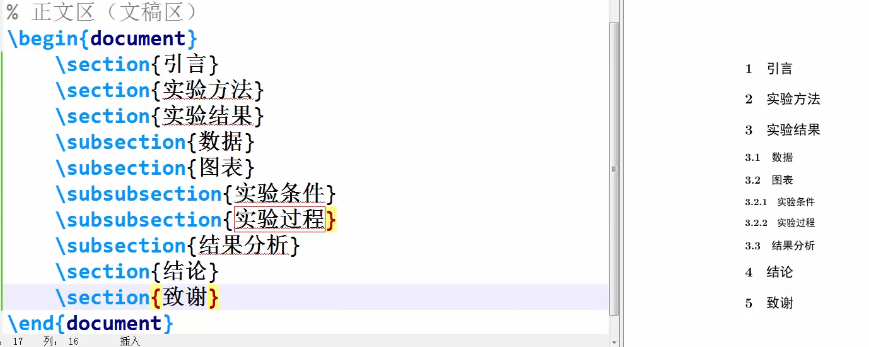 % 正文区（文稿区）
\begin{document}
\section{引言}
\section{实验方法}
\section{实验结果}
\subsection{数据}
\subsection{图表}
\subsubsection{实验条件}
\subsubsection{实验过程}
\subsection{结果分析}
\section{结论}
\section{致谢}
\end{document}
17 列: 16 插入
1 引言
2 实验方法
3 实验结果
3.1 数据
3.2 图表
3.2.1 实验条件
3.2.2 实验过程
3.3 结果分析
4 结论
5 致谢